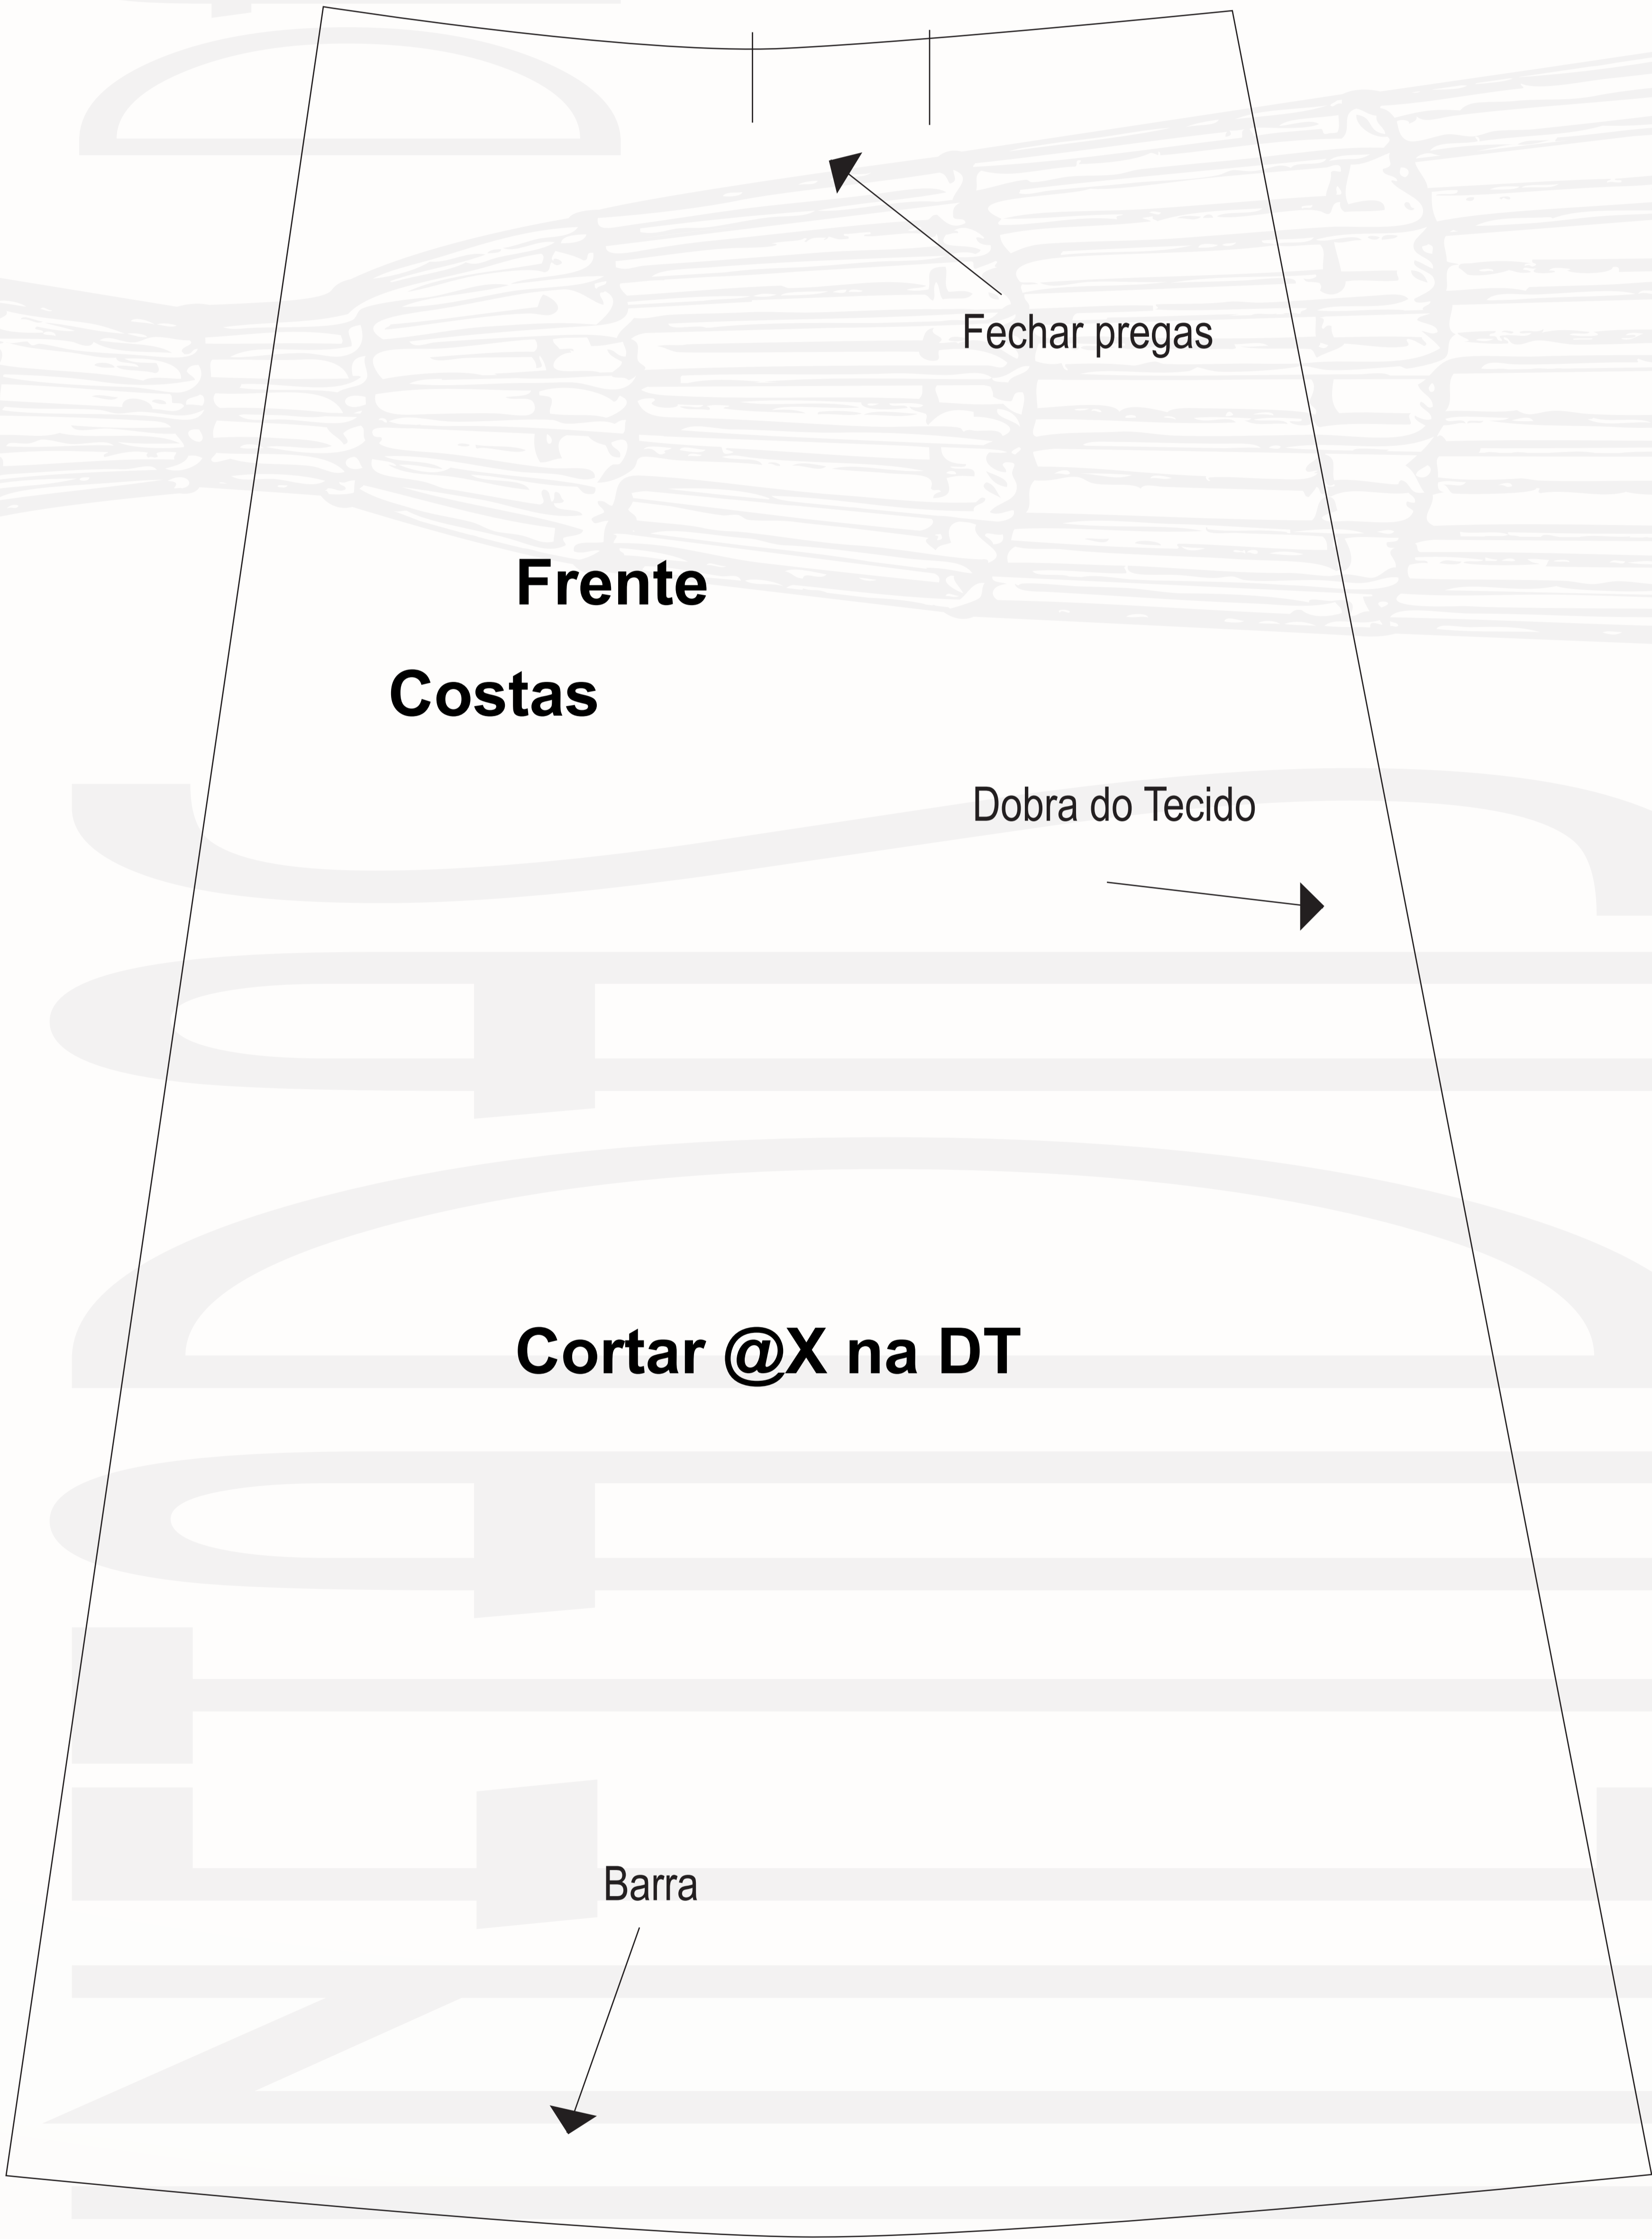 Fechar pregas
Frente
Costas
Dobra do Tecido
Cortar @X na DT
Barra